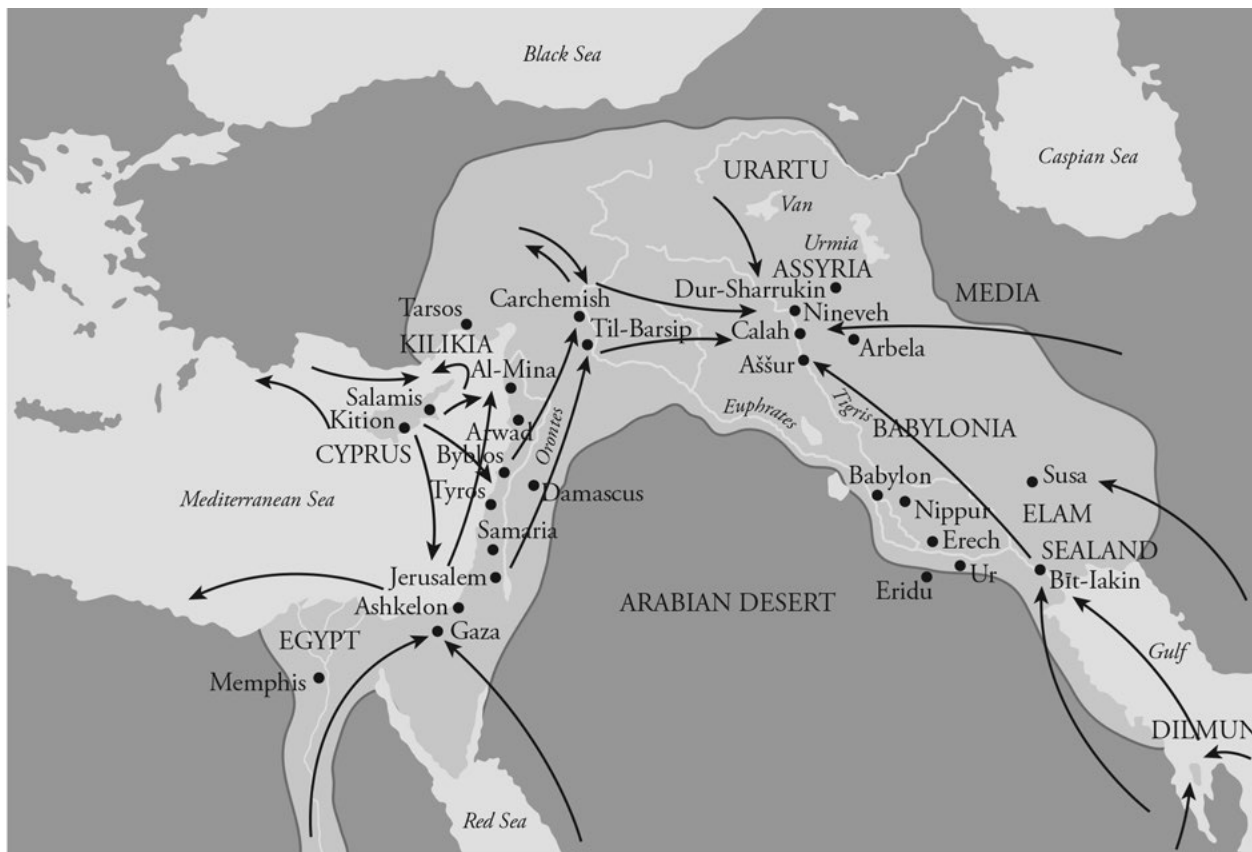 Black Sea
Caspian Sea
URARTU
Van
Urmia
ASSYRIA
Dur-Sharrukin
MEDIA
Carchemish
Nineveh
Tarsos
Til-Barsip
Calah
Arbela
KILIKIA
Aššur
Al-Mina
Salamis
Kition
Arwad
Orontes
Euphrates
Tigris
BABYLONIA
CYPRUS
Byblos
Babylon
Susa
Mediterranean Sea
Tyros
Damascus
Nippur
ELAM
Samaria
Erech
SEALAND
Jerusalem
Ur
Bīt-Iakin
Ashkelon
ARABIAN DESERT
Eridu
EGYPT
Gaza
Gulf
Memphis
DILMUN
Red Sea